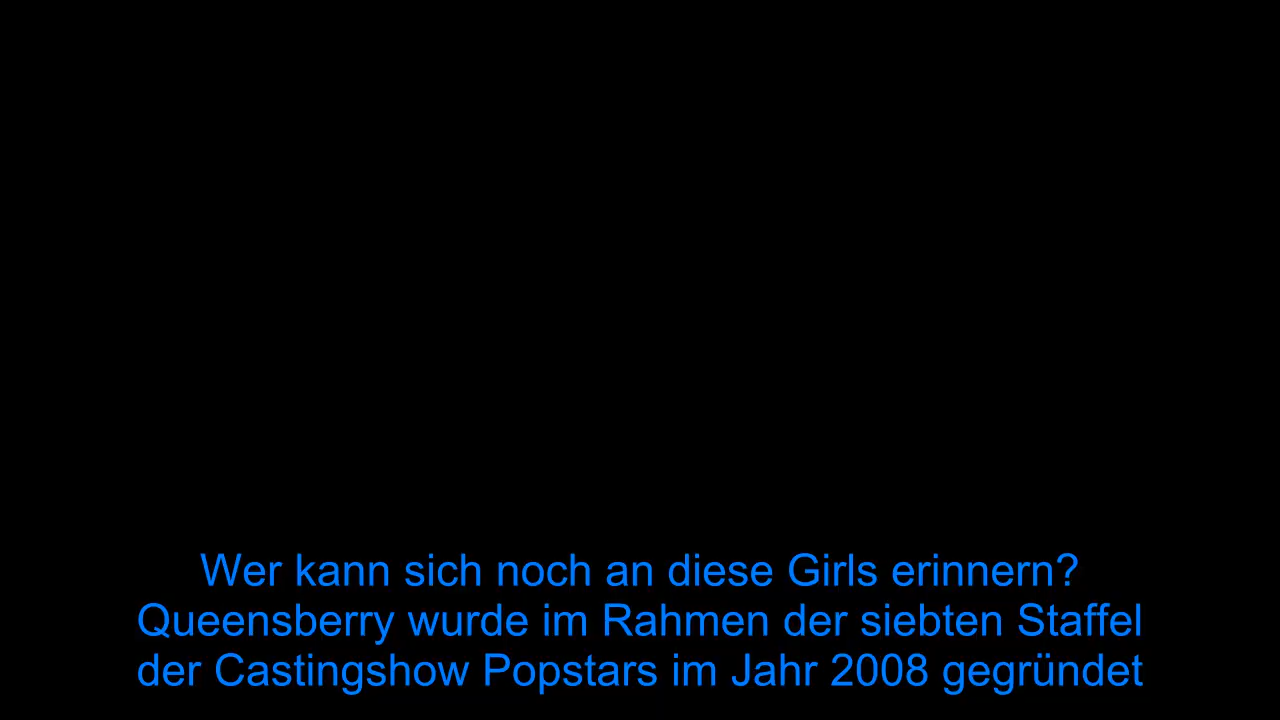 Wer kann sich noch an diese Girls erinnern?
Queensberry wurde im Rahmen der siebten Staffel
der Castingshow Popstars im Jahr 2008 gegründet